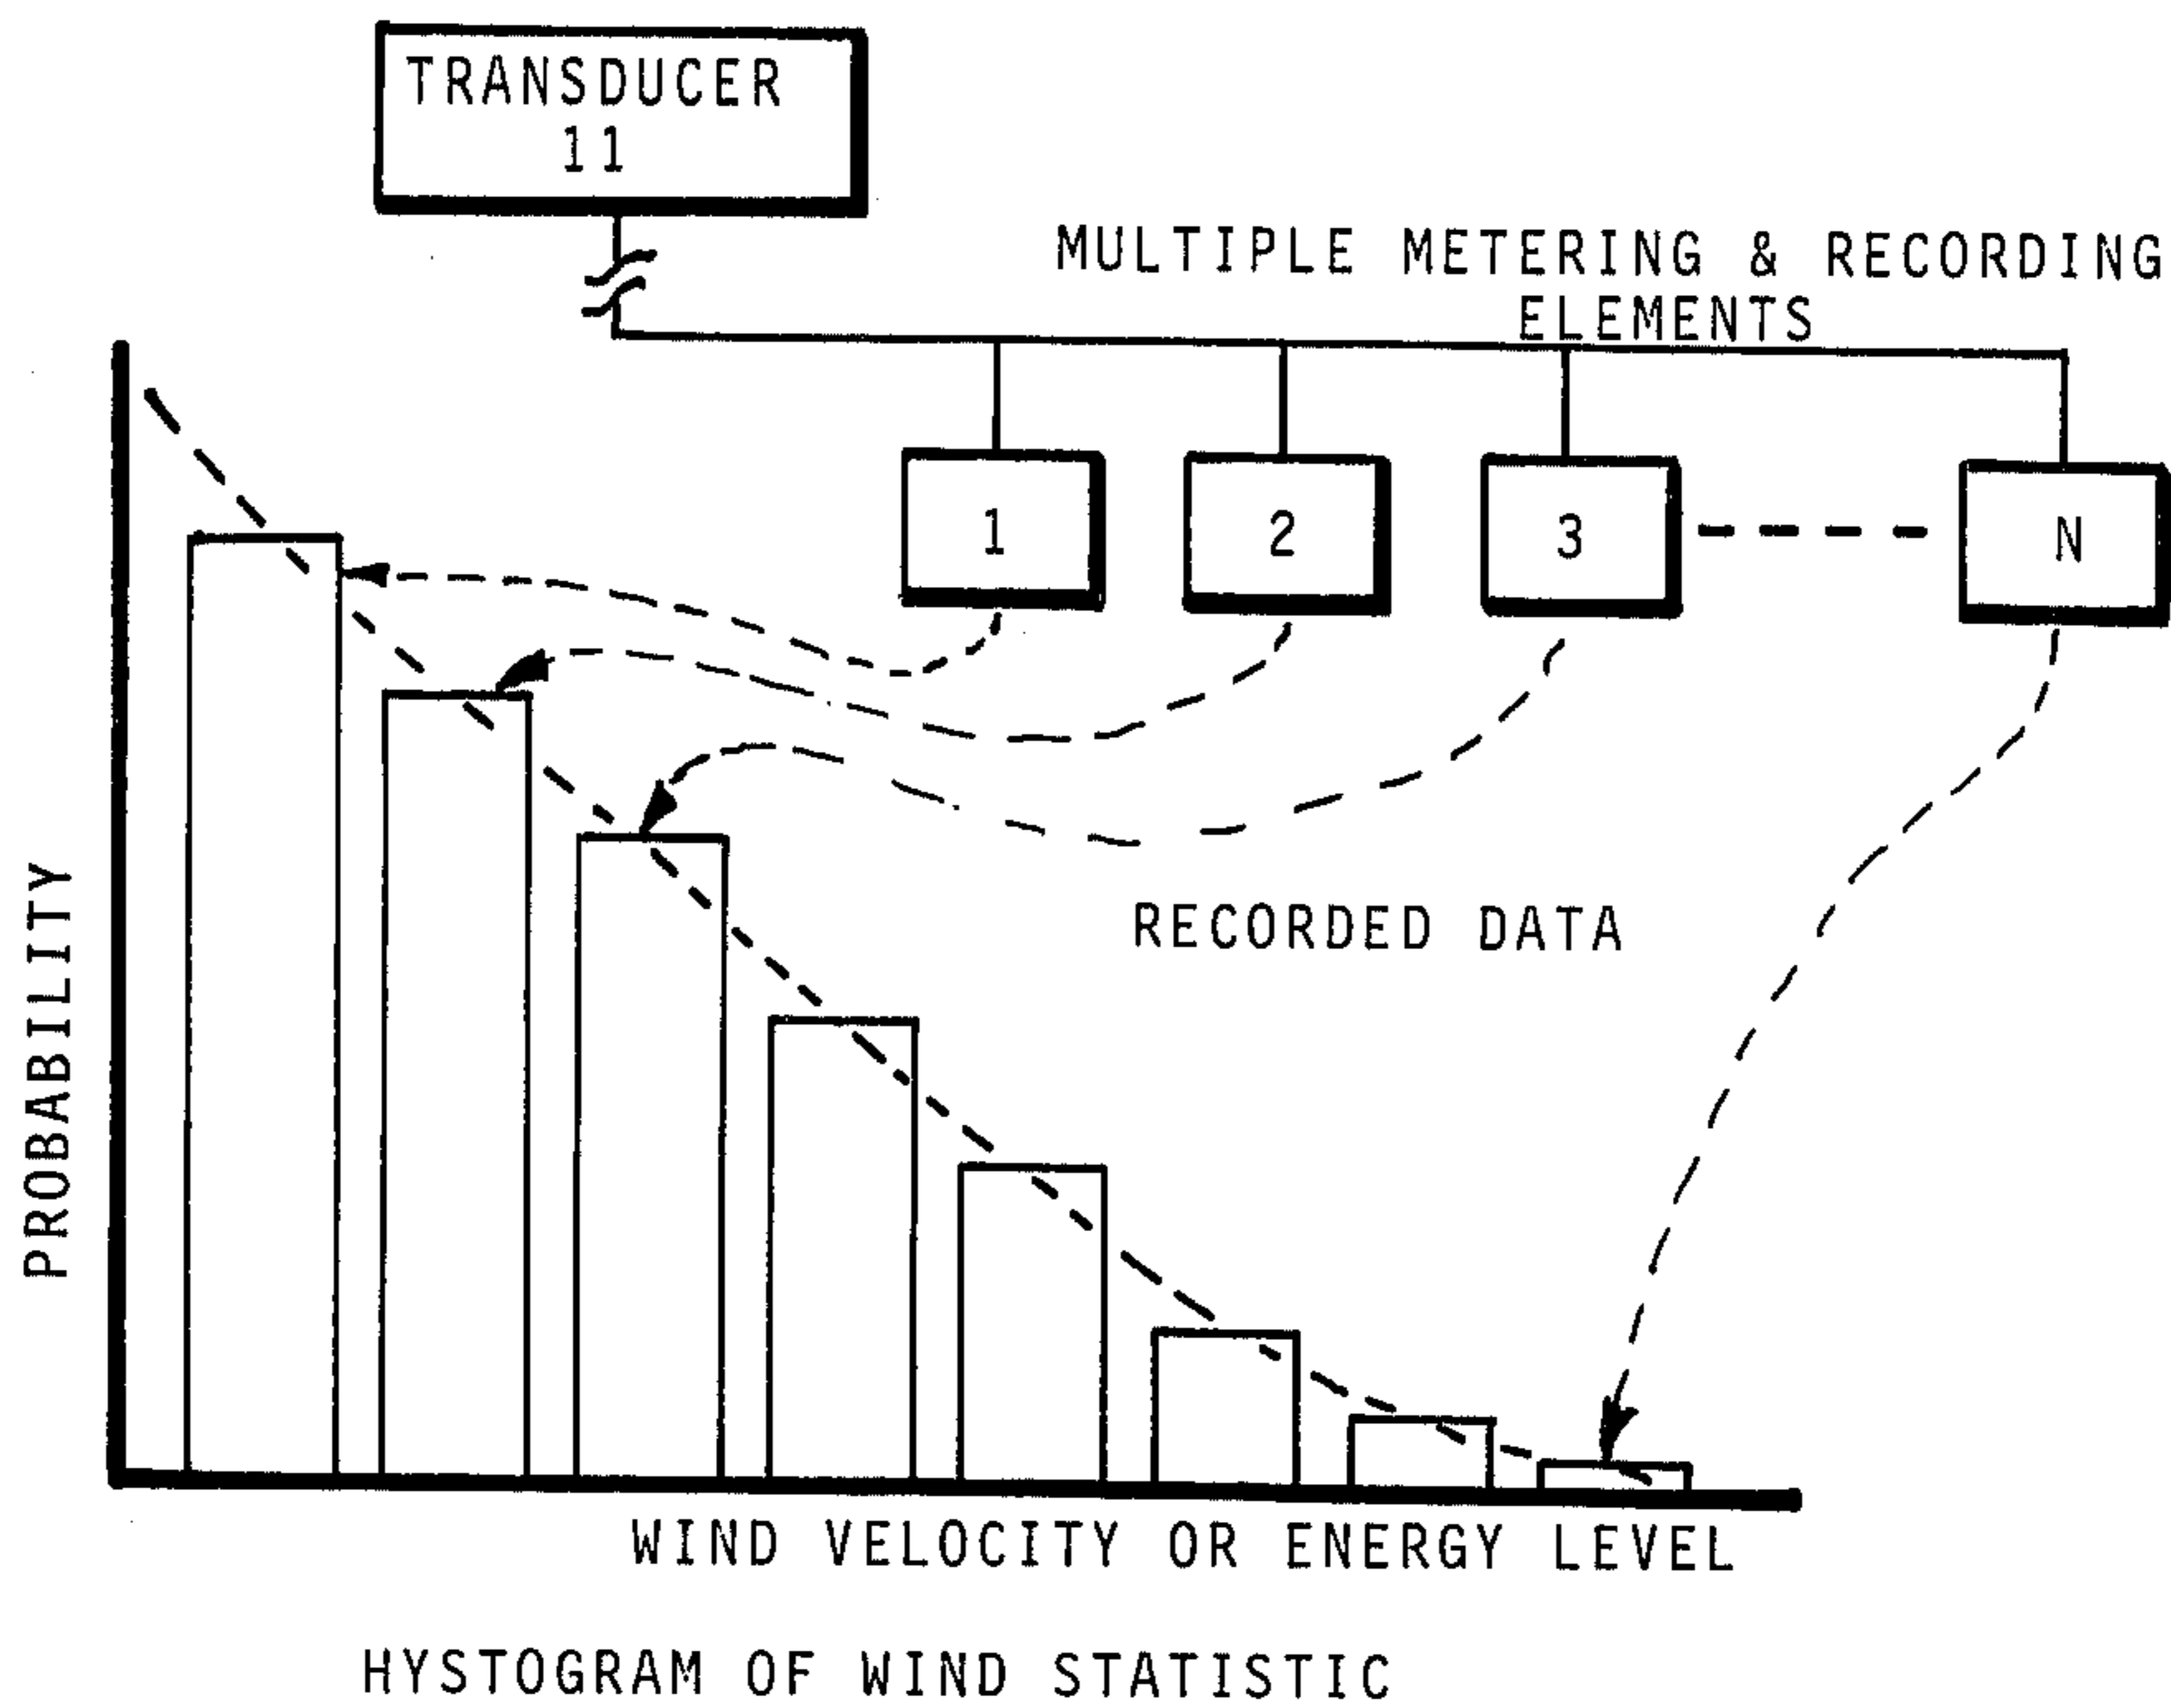 TRANSDUCER
11
MULTIPLE METERING & RECORDING
ELEMENTS
1
2
3
N
RECORDED DATA
PROBABILITY
WIND VELOCITY OR ENERGY LEVEL
HYSTOGRAM OF WIND STATISTIC